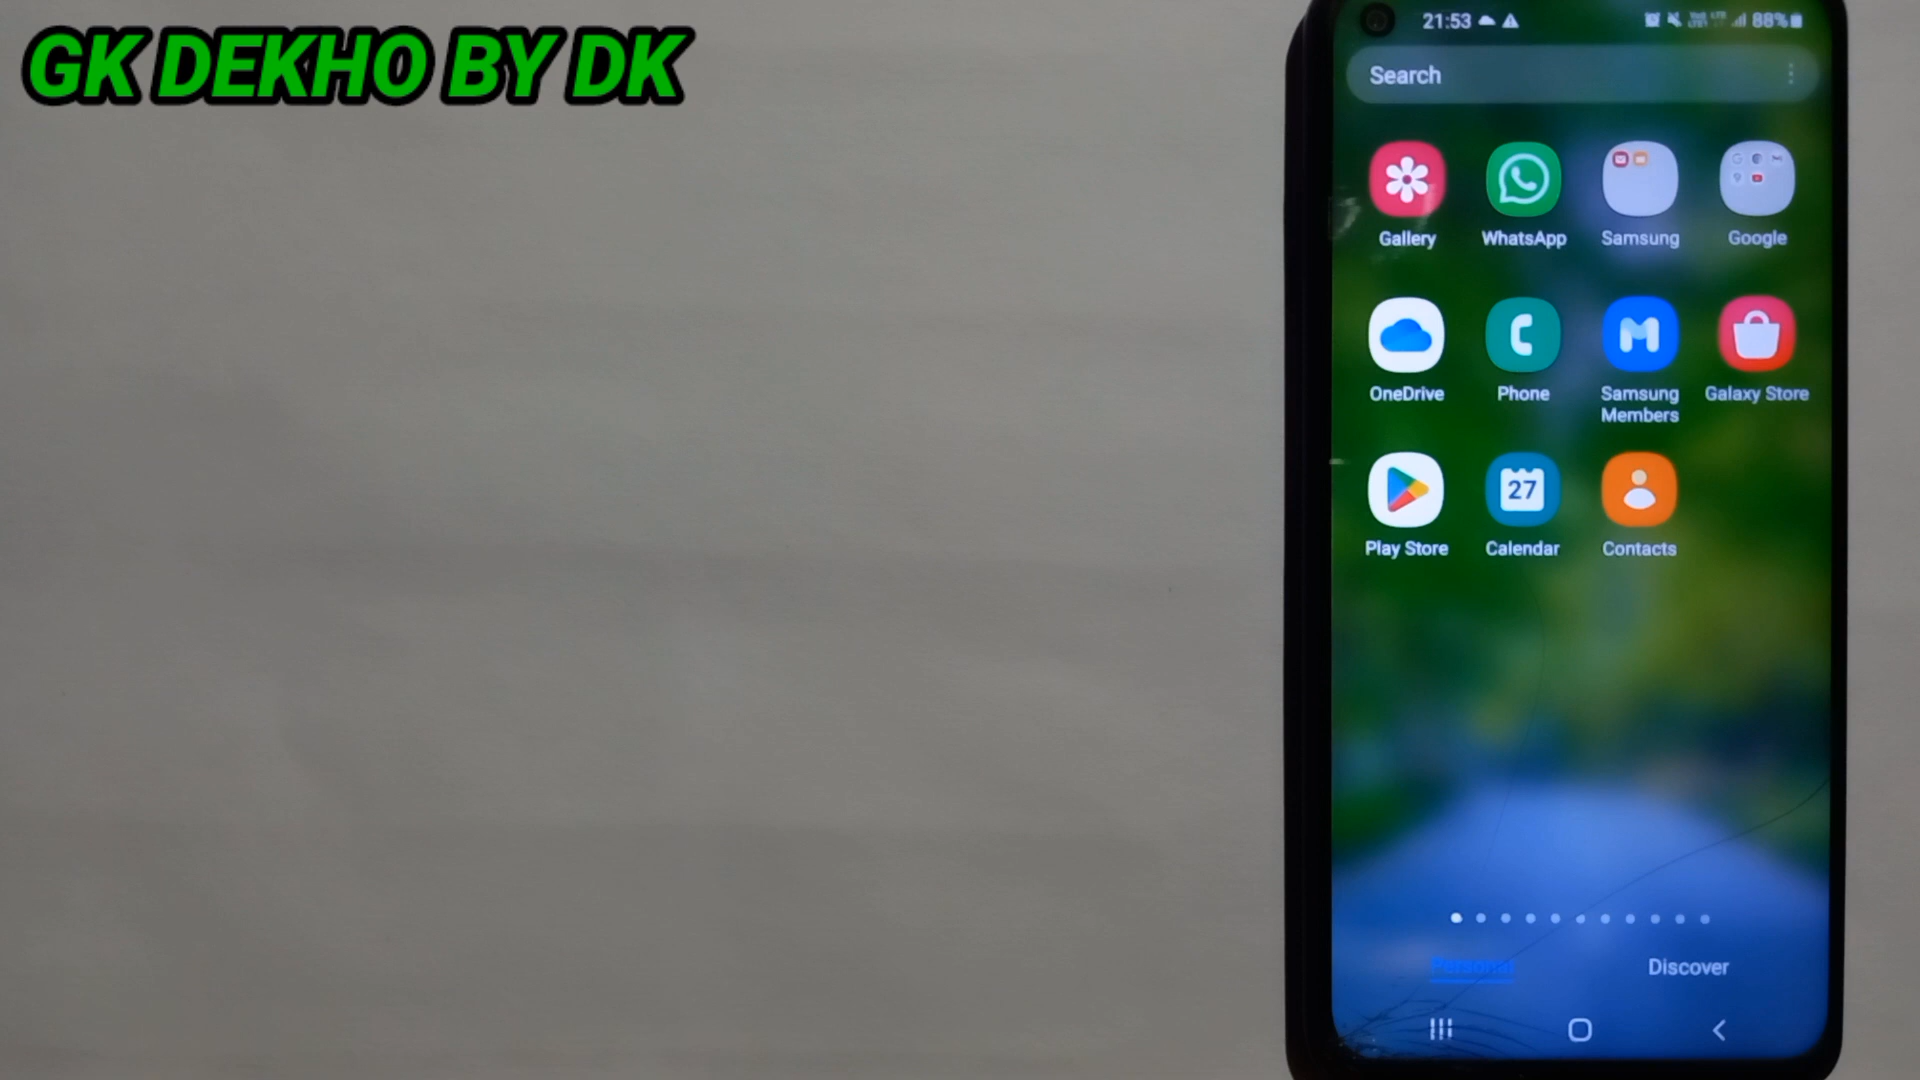 GK DEKHO BY DK
21:53
88%
Search
Gallery WhatsApp Samsung Google
OneDrive Phone Samsung Members Galaxy Store
27
Play Store Calendar Contacts
Personal Discover